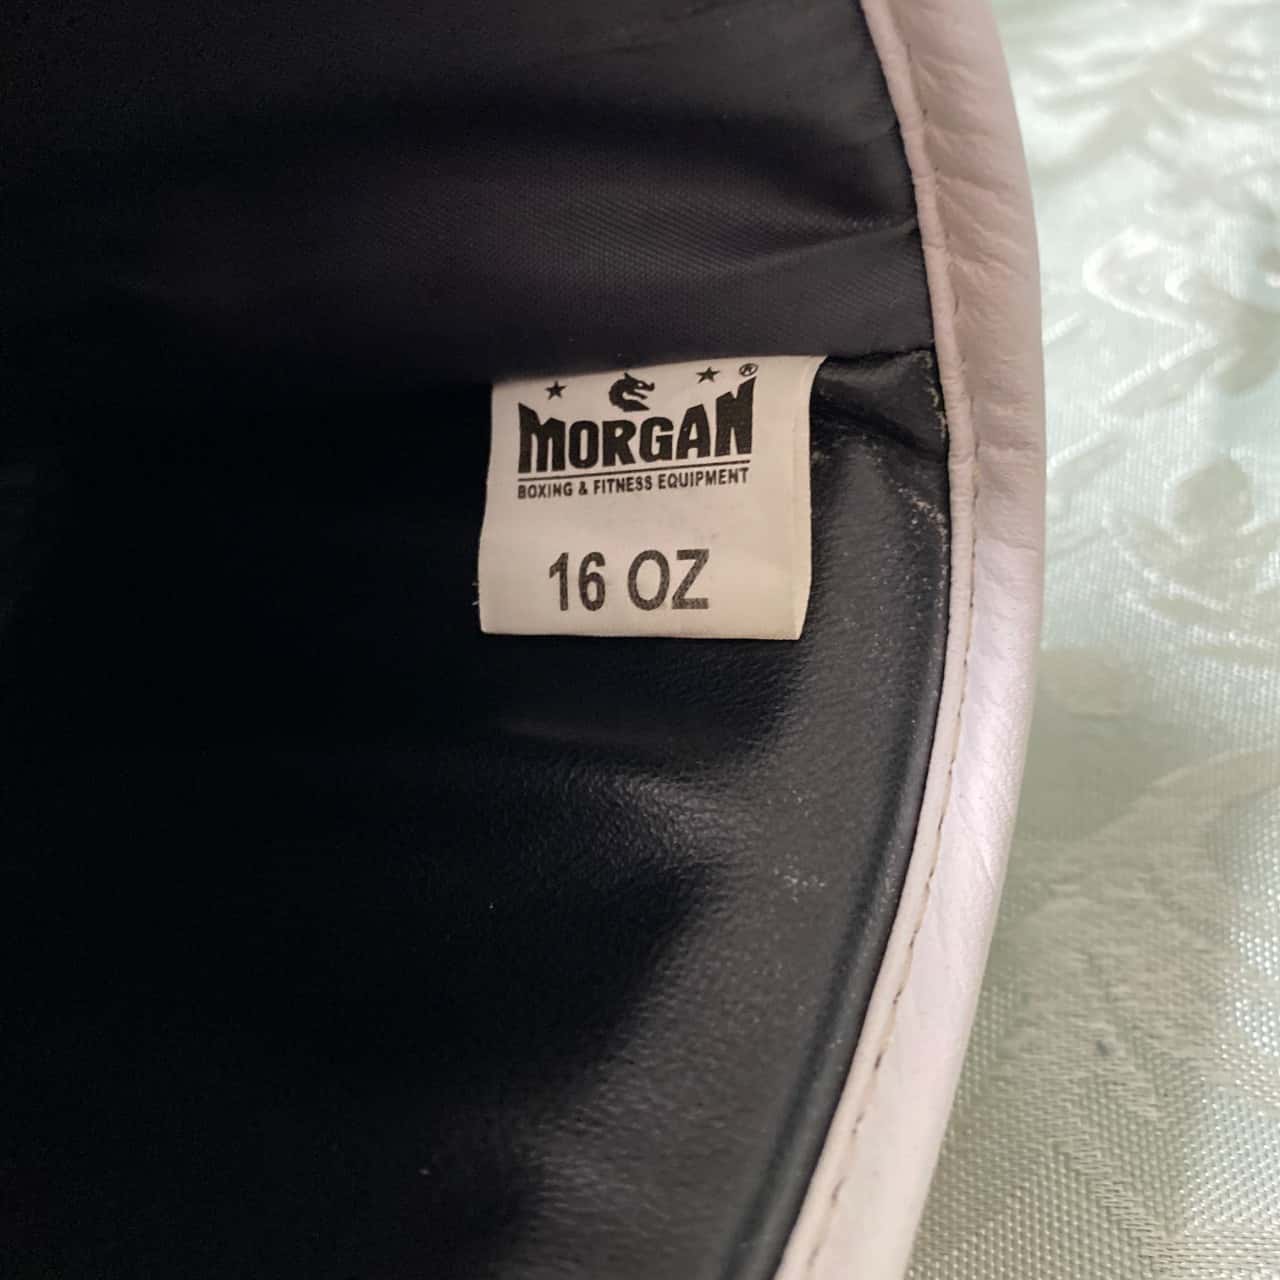 MORGAN®
BOXING & FITNESS EQUIPMENT
16 OZ